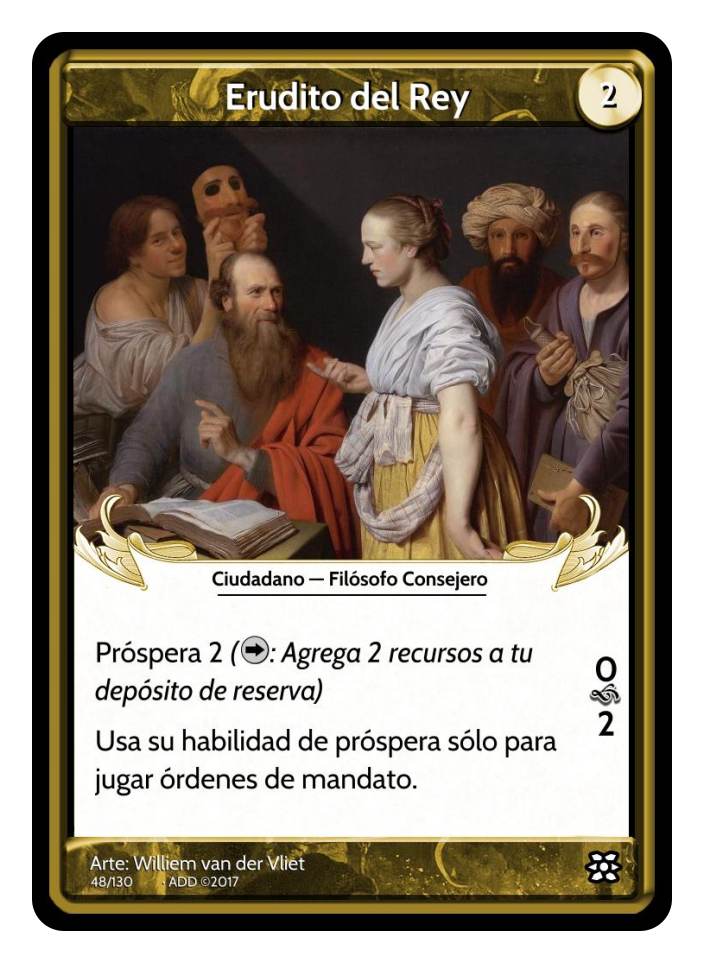 Erudito del Rey
2
Ciudadano — Filósofo Consejero
Próspera 2 (➡: Agrega 2 recursos a tu
depósito de reserva)
Usa su habilidad de próspera sólo para
jugar órdenes de mandato.
0
2
Arte: Williem van der Vliet
48/130 · ADD ©2017